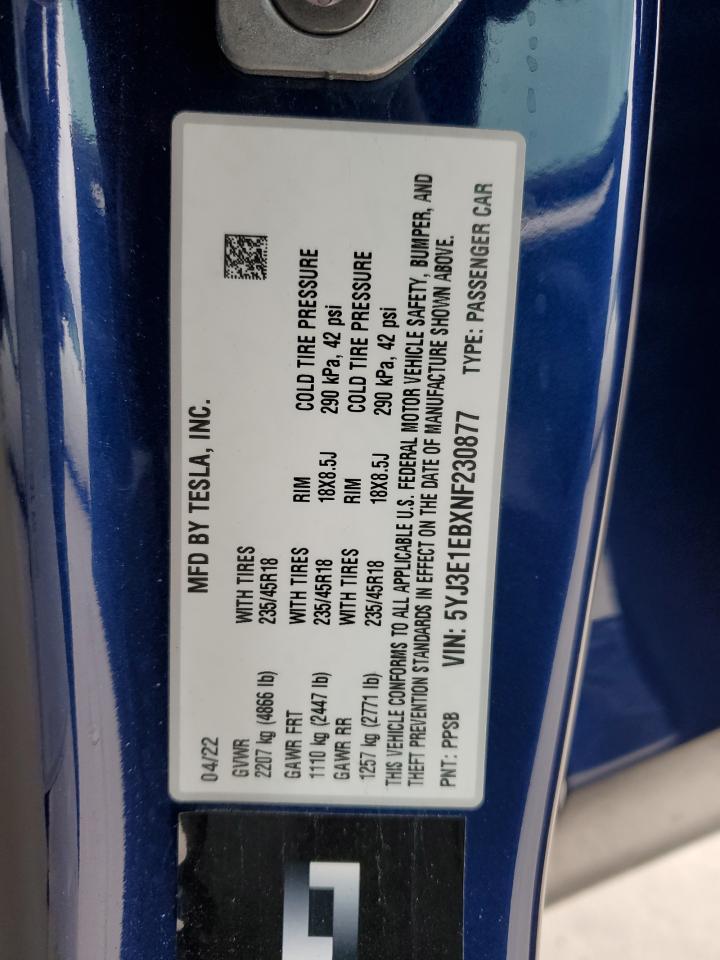 MFD BY TESLA, INC.
04/22
GVWR WITH TIRES
2207 kg (4866 lb) 235/45R18
GAWR FRT WITH TIRES RIM COLD TIRE PRESSURE
1110 kg (2447 lb) 235/45R18 18X8.5J 290 kPa, 42 psi
GAWR RR WITH TIRES RIM COLD TIRE PRESSURE
1257 kg (2771 lb) 235/45R18 18X8.5J 290 kPa, 42 psi
THIS VEHICLE CONFORMS TO ALL APPLICABLE U.S. FEDERAL MOTOR VEHICLE SAFETY, BUMPER, AND
THEFT PREVENTION STANDARDS IN EFFECT ON THE DATE OF MANUFACTURE SHOWN ABOVE.
PNT: PPSB VIN: 5YJ3E1EBXNF230877 TYPE: PASSENGER CAR